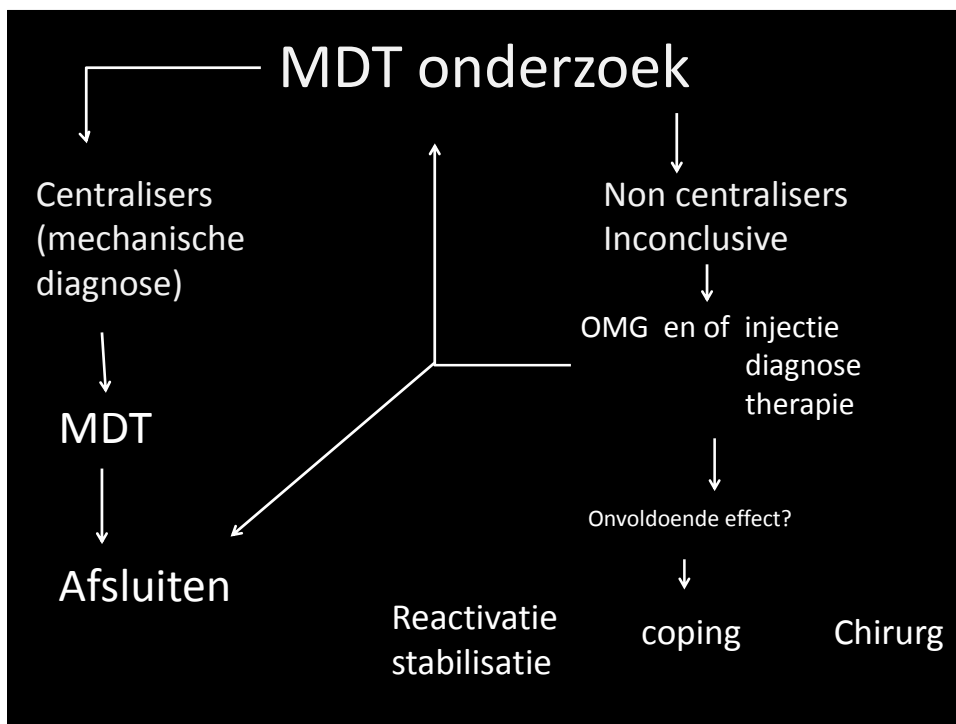 MDT onderzoek
Centralisers
(mechanische
diagnose)
MDT
Afsluiten
Non centralisers
Inconclusive
OMG en of injectie
diagnose
therapie
Onvoldoende effect?
Reactivatie
stabilisatie
coping
Chirurg